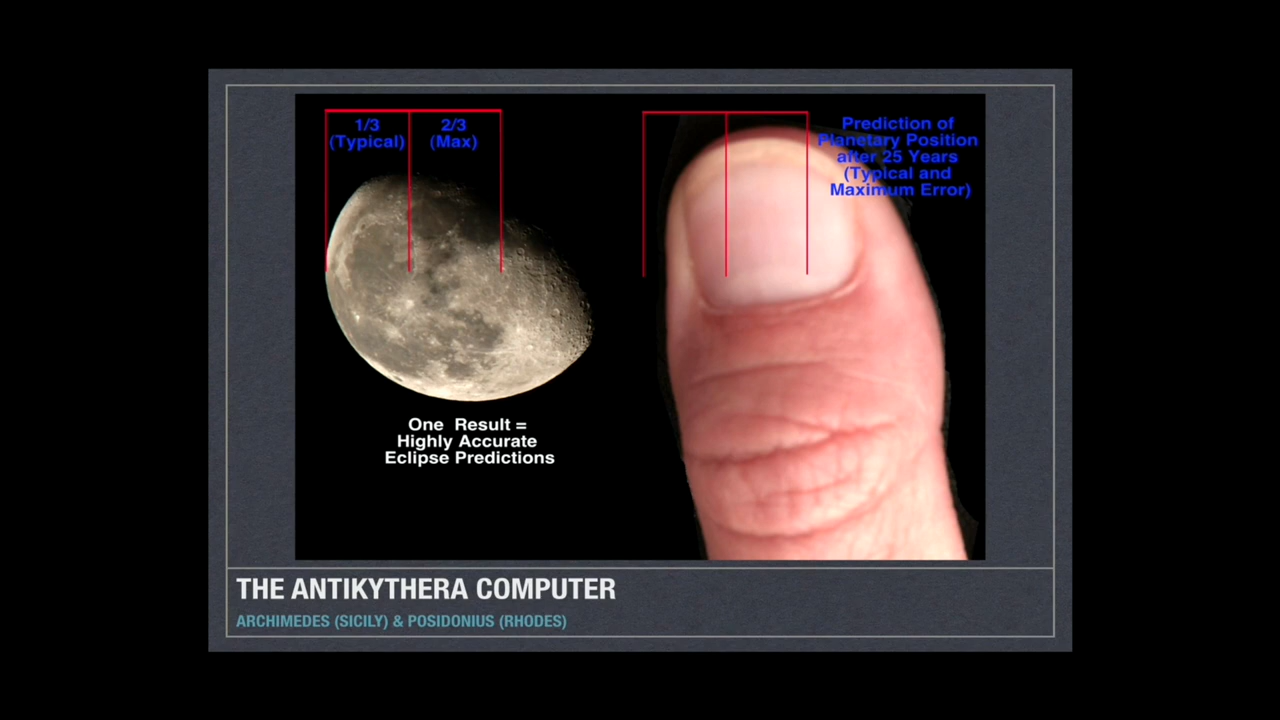 1/3
(Typical)
2/3
(Max)
Prediction of
Planetary Position
after 25 Years
(Typical and
Maximum Error)
One Result =
Highly Accurate
Eclipse Predictions
THE ANTIKYTHERA COMPUTER
ARCHIMEDES (SICILY) & POSIDONIUS (RHODES)